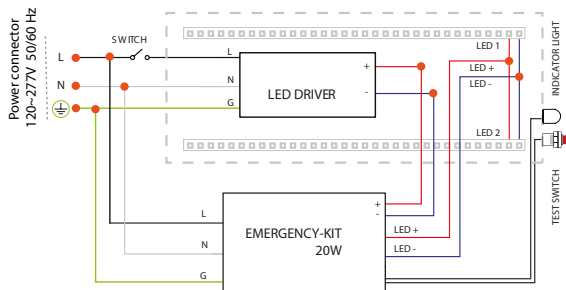 Power connector
120~277V 50/60 Hz
L
N
SWITCH
L
N
G
LED DRIVER
+
-
LED 1
LED +
LED -
LED 2
INDICATOR LIGHT
TEST SWITCH
L
N
G
EMERGENCY-KIT
20W
+
-
LED +
LED -